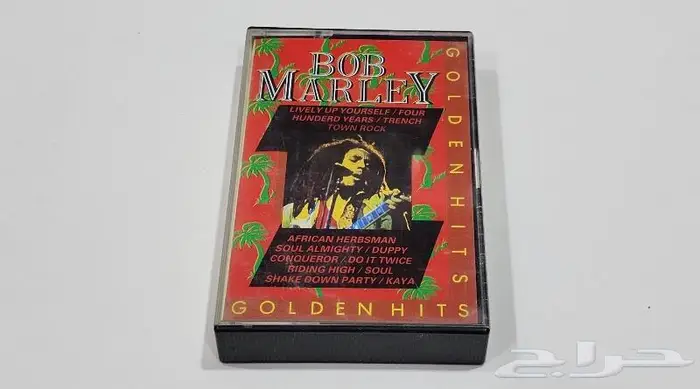 BOB
MARLEY
LIVELY UP YOURSELF / FOUR
HUNDERD YEARS / TRENCH
TOWN ROCK
AFRICAN HERBSMAN
SOUL ALMIGHTY / DUPPY
CONQUEROR / DO IT TWICE
RIDING HIGH / SOUL
SHAKE DOWN PARTY / KAYA
GOLDEN HITS
GOLDEN HITS
حراج